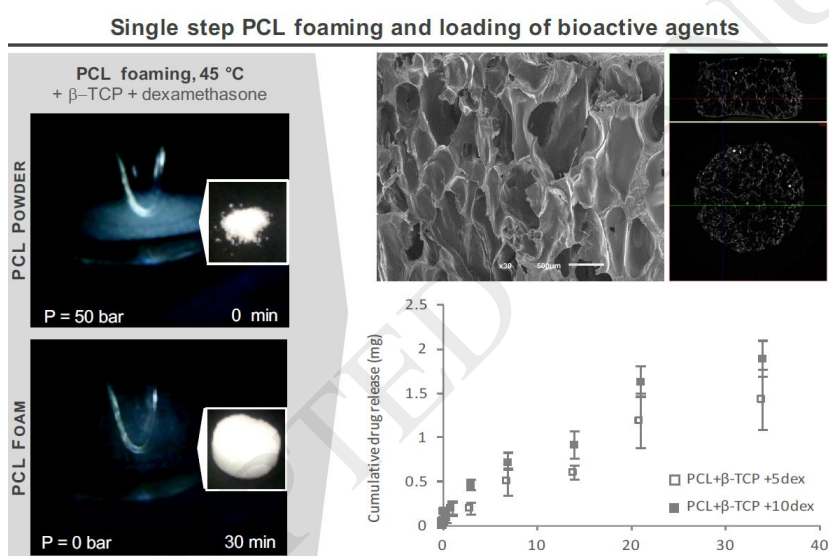 Single step PCL foaming and loading of bioactive agents
PCL foaming, 45 °C
+ β–TCP + dexamethasone
PCL POWDER
P = 50 bar
0 min
PCL FOAM
P = 0 bar
30 min
x30
500μm
Cumulative drug release (mg)
2.5
2
1.5
1
0.5
0
PCL+β-TCP +5dex
PCL+β-TCP +10dex
0
10
20
30
40